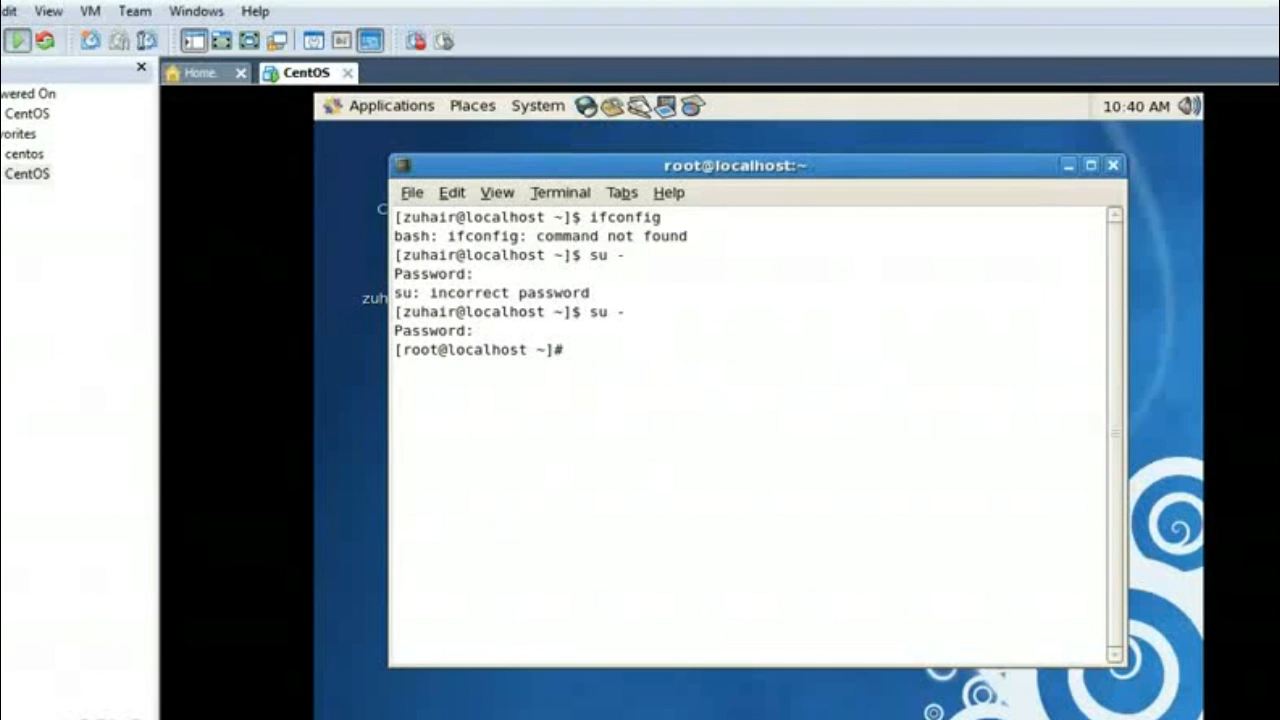 dit View VM Team Windows Help
Home CentOS
wered On
CentOS
vorites
centos
CentOS
Applications Places System 10:40 AM
root@localhost:~
File Edit View Terminal Tabs Help
[zuhair@localhost ~]$ ifconfig
bash: ifconfig: command not found
[zuhair@localhost ~]$ su -
Password:
su: incorrect password
[zuhair@localhost ~]$ su -
Password:
[root@localhost ~]#
C
zuh